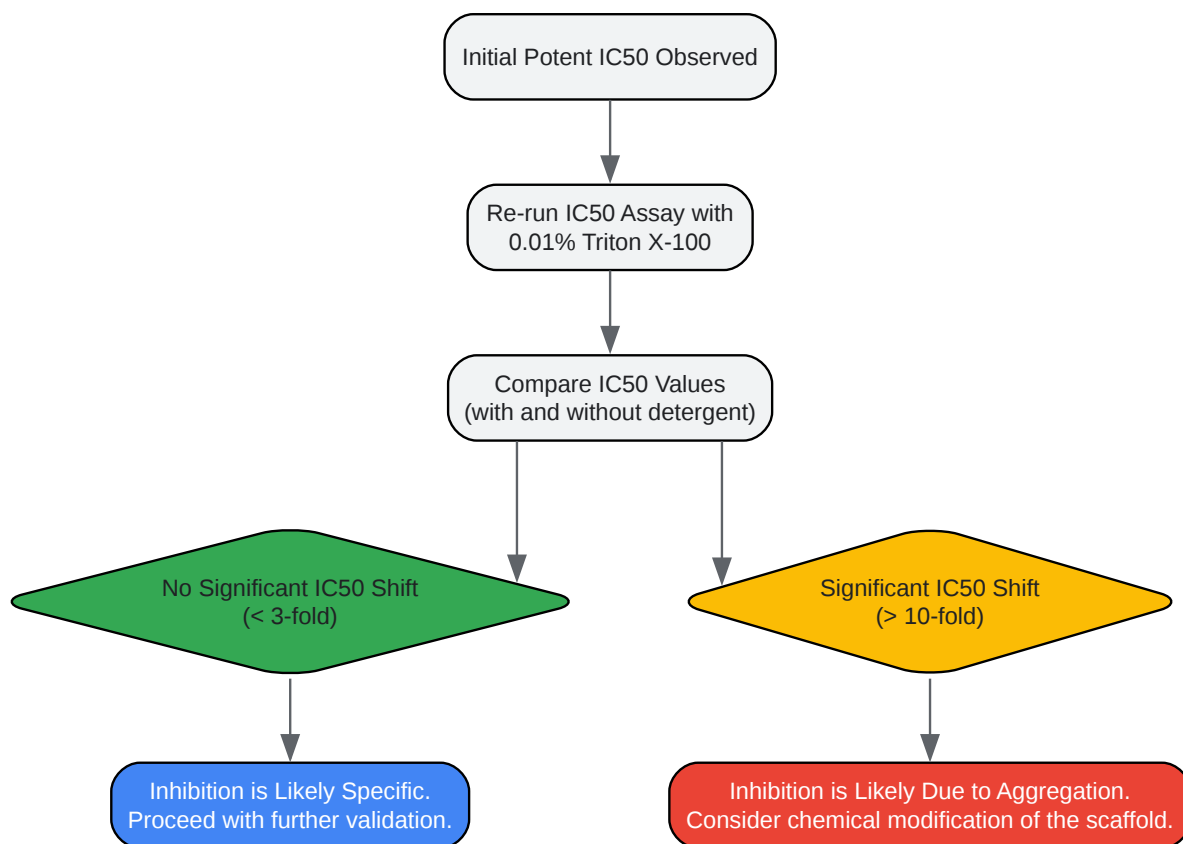 Initial Potent IC50 Observed
Re-run IC50 Assay with
0.01% Triton X-100
Compare IC50 Values
(with and without detergent)
No Significant IC50 Shift
(< 3-fold)
Significant IC50 Shift
(> 10-fold)
Inhibition is Likely Specific.
Proceed with further validation.
Inhibition is Likely Due to Aggregation.
Consider chemical modification of the scaffold.